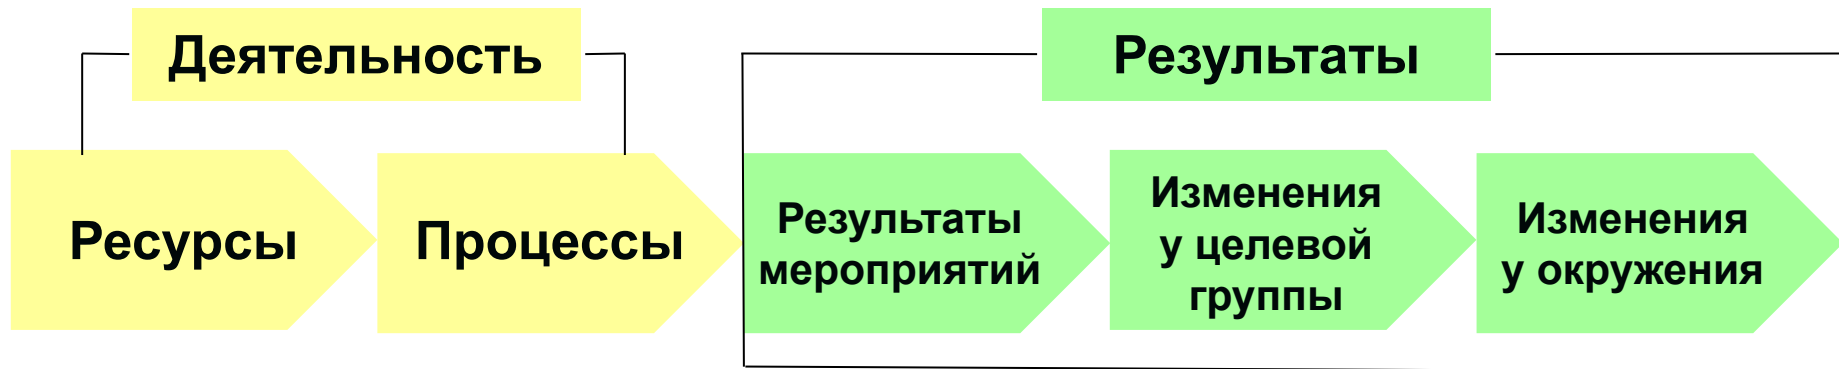 Деятельность
Результаты
Ресурсы
Процессы
Результаты
мероприятий
Изменения
у целевой
группы
Изменения
у окружения